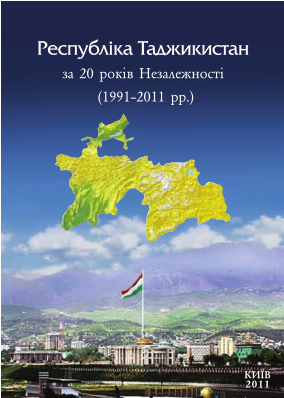 Республіка Таджикистан
за 20 років Незалежності
(1991–2011 рр.)
КИЇВ
2011